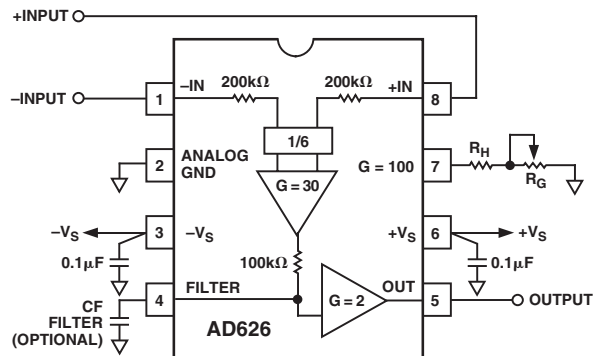 +INPUT
–INPUT
1
–IN
200kΩ
200kΩ
+IN
8
1/6
2
ANALOG
GND
G = 30
G = 100
7
R_H
R_G
–V_S
3
–V_S
+V_S
6
+V_S
0.1µF
100kΩ
0.1µF
CF
FILTER
(OPTIONAL)
4
FILTER
G = 2
OUT
5
OUTPUT
AD626